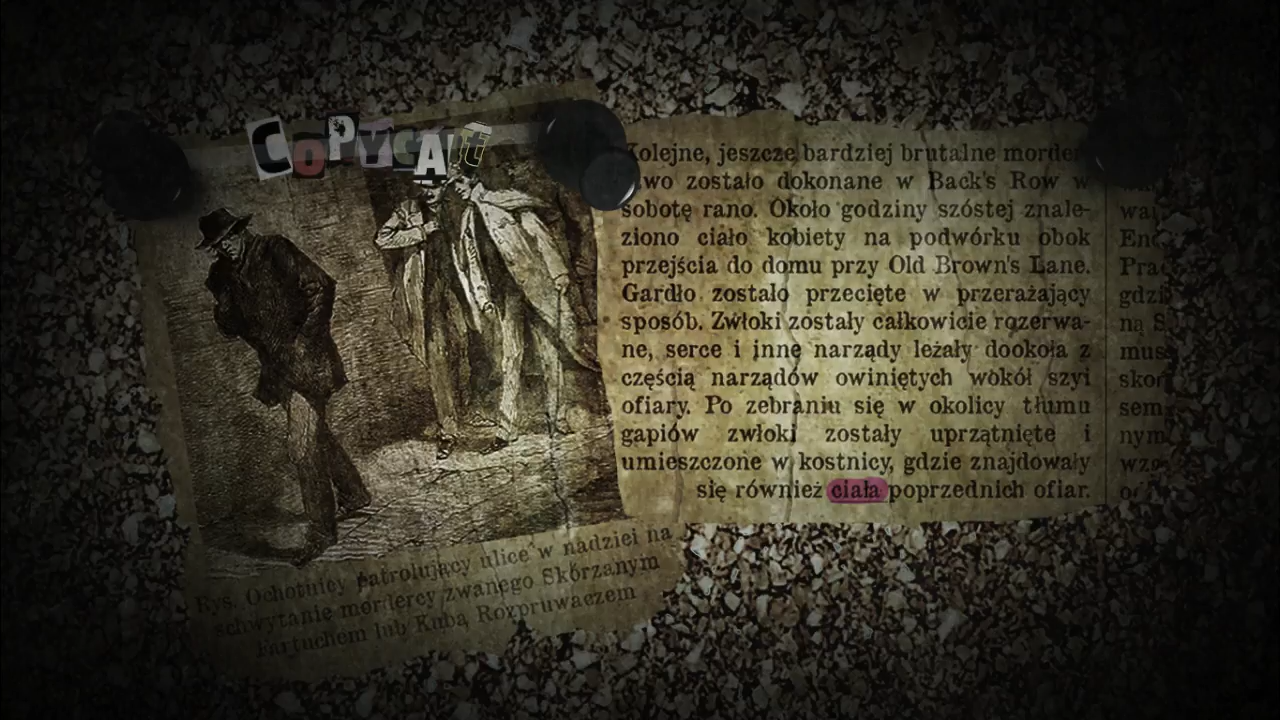 CoPYCAt
Kolejne, jeszcze bardziej brutalne morder-
two zostało dokonane w Back's Row w
sobotę rano. Około godziny szóstej znale-
ziono ciało kobiety na podwórku obok
przejścia do domu przy Old Brown's Lane.
Gardło zostało przecięte w przerażający
sposób. Zwłoki zostały całkowicie rozerwa-
ne, serce i inne narządy leżały dookoła z
częścią narządów owiniętych wokół szyi
ofiary. Po zebraniu się w okolicy tłumu
gapiów zwłoki zostały uprzątnięte i
umieszczone w kostnicy, gdzie znajdowały
się również ciała poprzednich ofiar.
Rys. Ochotnicy patrolujący ulice w nadziei na
schwytanie mordercy zwanego Skórzanym
Fartuchem lub Kubą Rozpruwaczem